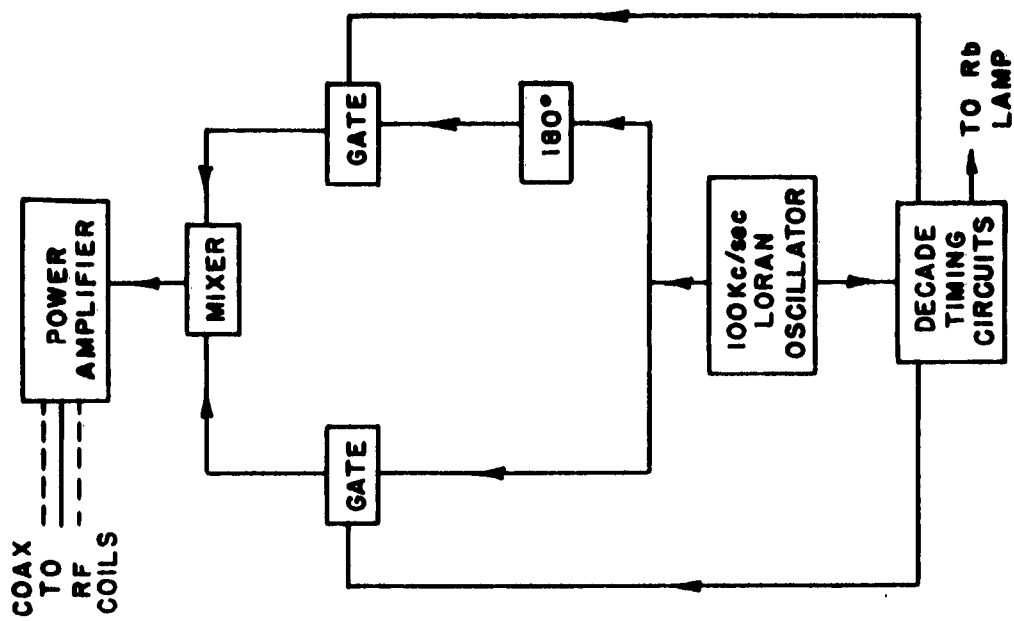 COAX
TO
RF
COILS
POWER
AMPLIFIER
MIXER
GATE
GATE
180°
100Kc/sec
LORAN
OSCILLATOR
DECADE
TIMING
CIRCUITS
TO Rb
LAMP